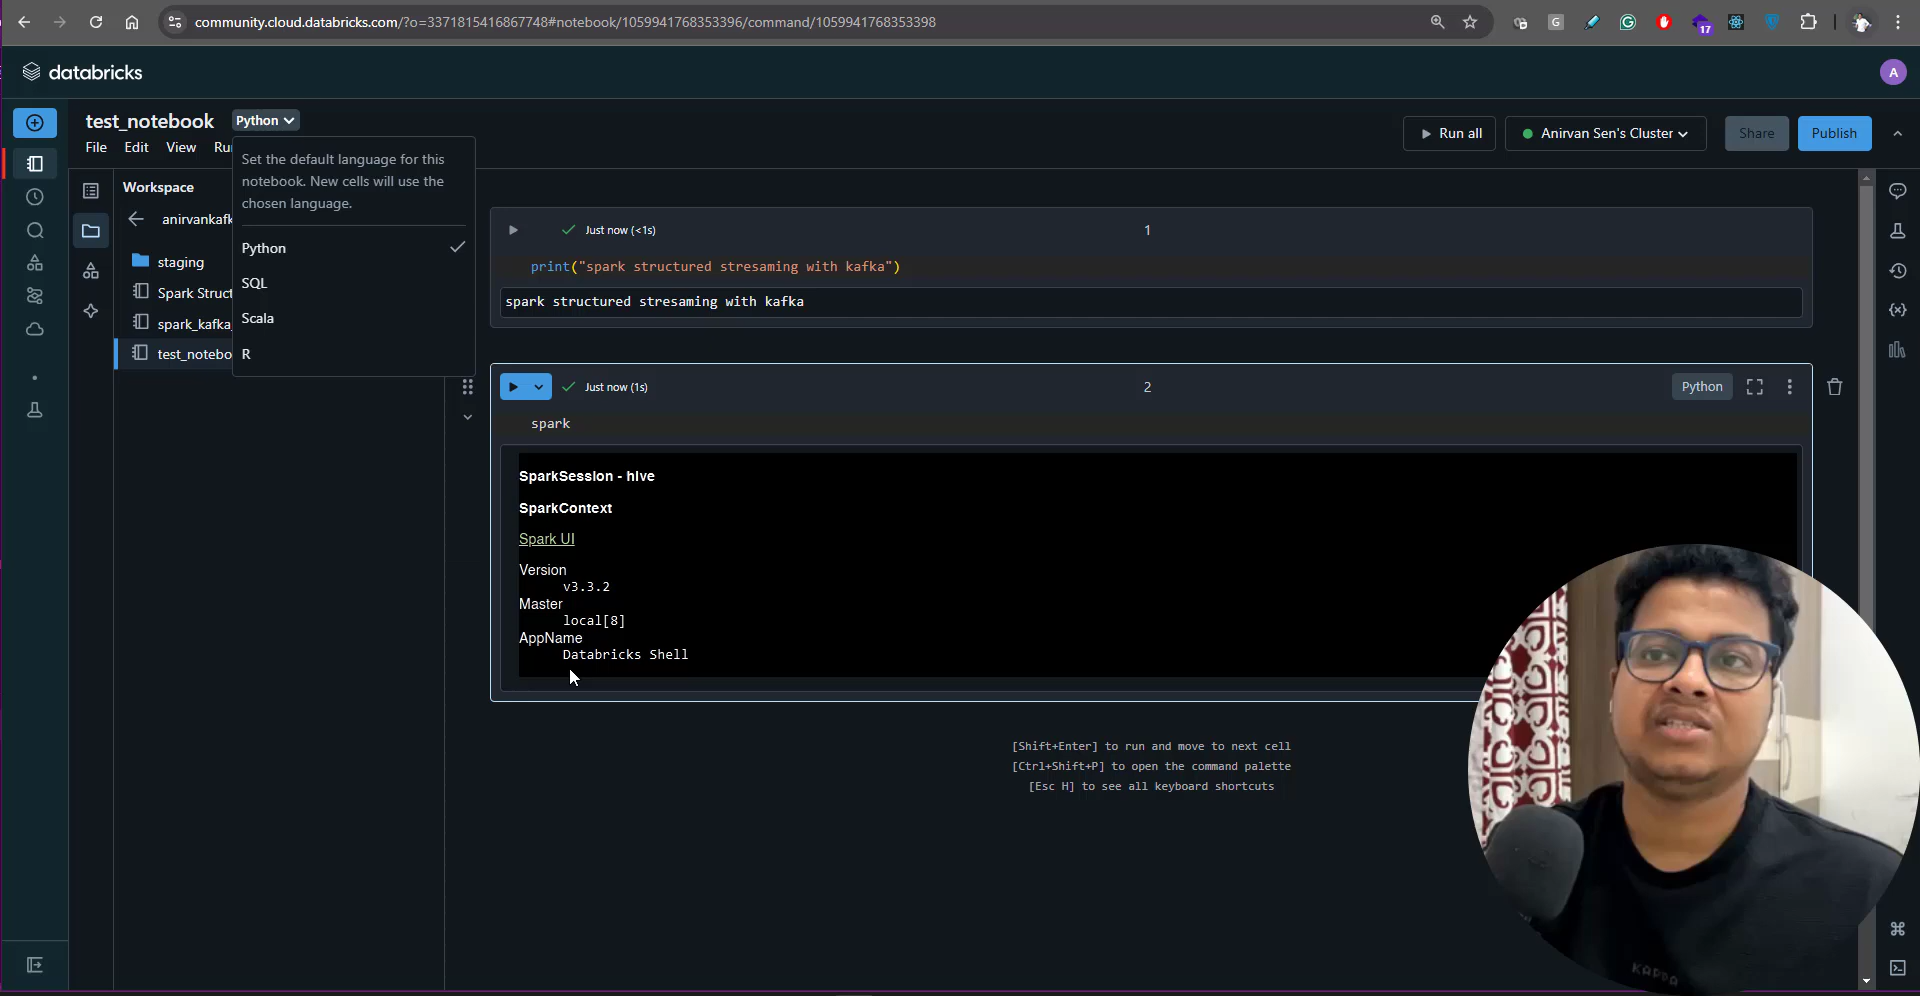 community.cloud.databricks.com/?o=3371815416867748#notebook/1059941768353396/command/1059941768353398
G
17
databricks
A
test_notebook
Python
File Edit View Ru
Run all
Anirvan Sen's Cluster
Share
Publish
Set the default language for this
notebook. New cells will use the
chosen language.
Python
SQL
Scala
R
Workspace
anirvankafk
staging
Spark Struct
spark_kafka_
test_notebo
Just now (<1s)
1
print("spark structured stresaming with kafka")
spark structured stresaming with kafka
Just now (1s)
2
Python
spark
SparkSession - hive
SparkContext
Spark UI
Version
v3.3.2
Master
local[8]
AppName
Databricks Shell
[Shift+Enter] to run and move to next cell
[Ctrl+Shift+P] to open the command palette
[Esc H] to see all keyboard shortcuts
KAPPA